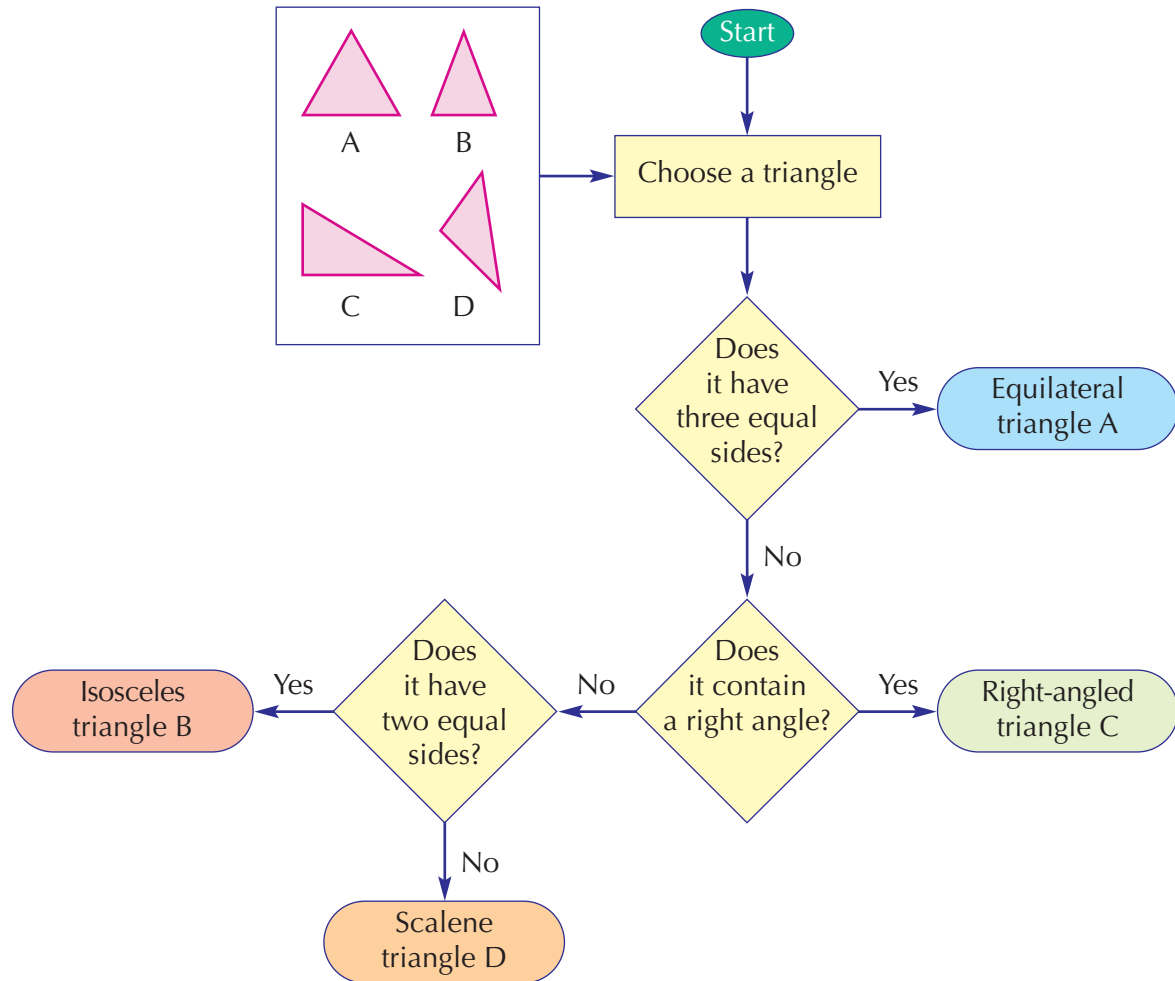 Start
A
B
C
D
Choose a triangle
Does
it have
three equal
sides?
Yes
Equilateral
triangle A
No
Does
it contain
a right angle?
Yes
Right-angled
triangle C
No
Does
it have
two equal
sides?
Yes
Isosceles
triangle B
No
Scalene
triangle D